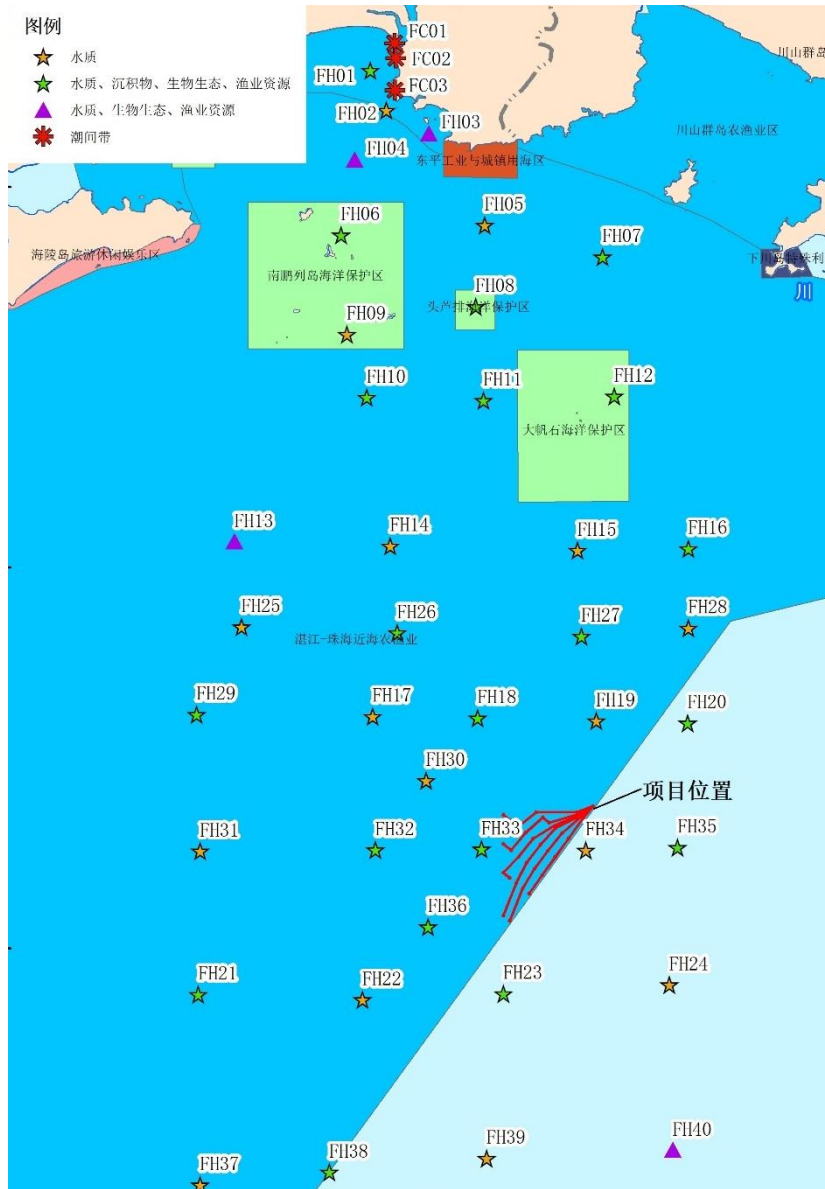 图例
水质
水质、沉积物、生物生态、渔业资源
水质、生物生态、渔业资源
潮间带
FC01
FC02
FH01
FC03
FH02
FH03
FH04
川山群岛
川山群岛农渔业区
东平工业与城镇用海区
FH05
FH06
FH07
海陵岛旅游休闲娱乐区
南鹏列岛海洋保护区
下川岛特殊利
川
FH08
头芦排海洋保护区
FH09
FH10
FH11
FH12
大帆石海洋保护区
FH13
FH14
FH15
FH16
FH25
FH26
FH27
FH28
湛江-珠海近海农渔业
FH29
FH17
FH18
FH19
FH20
FH30
项目位置
FH31
FH32
FH33
FH34
FH35
FH36
FH21
FH22
FH23
FH24
FH37
FH38
FH39
FH40